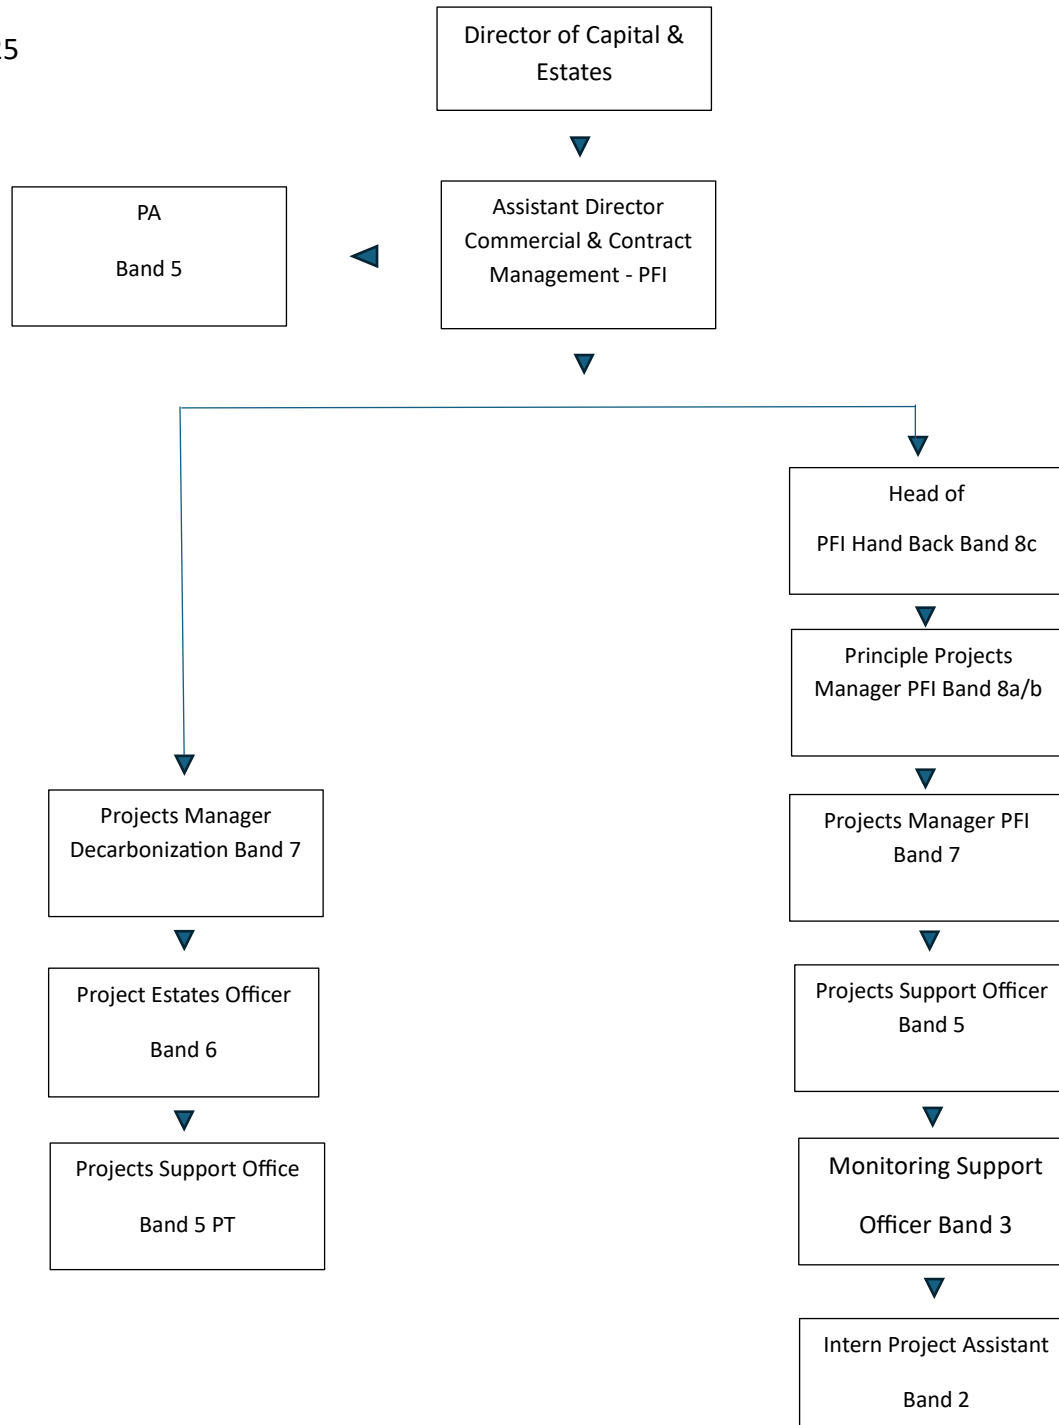 25
Director of Capital &
Estates
PA
Band 5
Assistant Director
Commercial & Contract
Management - PFI
Head of
PFI Hand Back Band 8c
Principle Projects
Manager PFI Band 8a/b
Projects Manager
Decarbonization Band 7
Projects Manager PFI
Band 7
Project Estates Officer
Band 6
Projects Support Officer
Band 5
Projects Support Office
Band 5 PT
Monitoring Support
Officer Band 3
Intern Project Assistant
Band 2